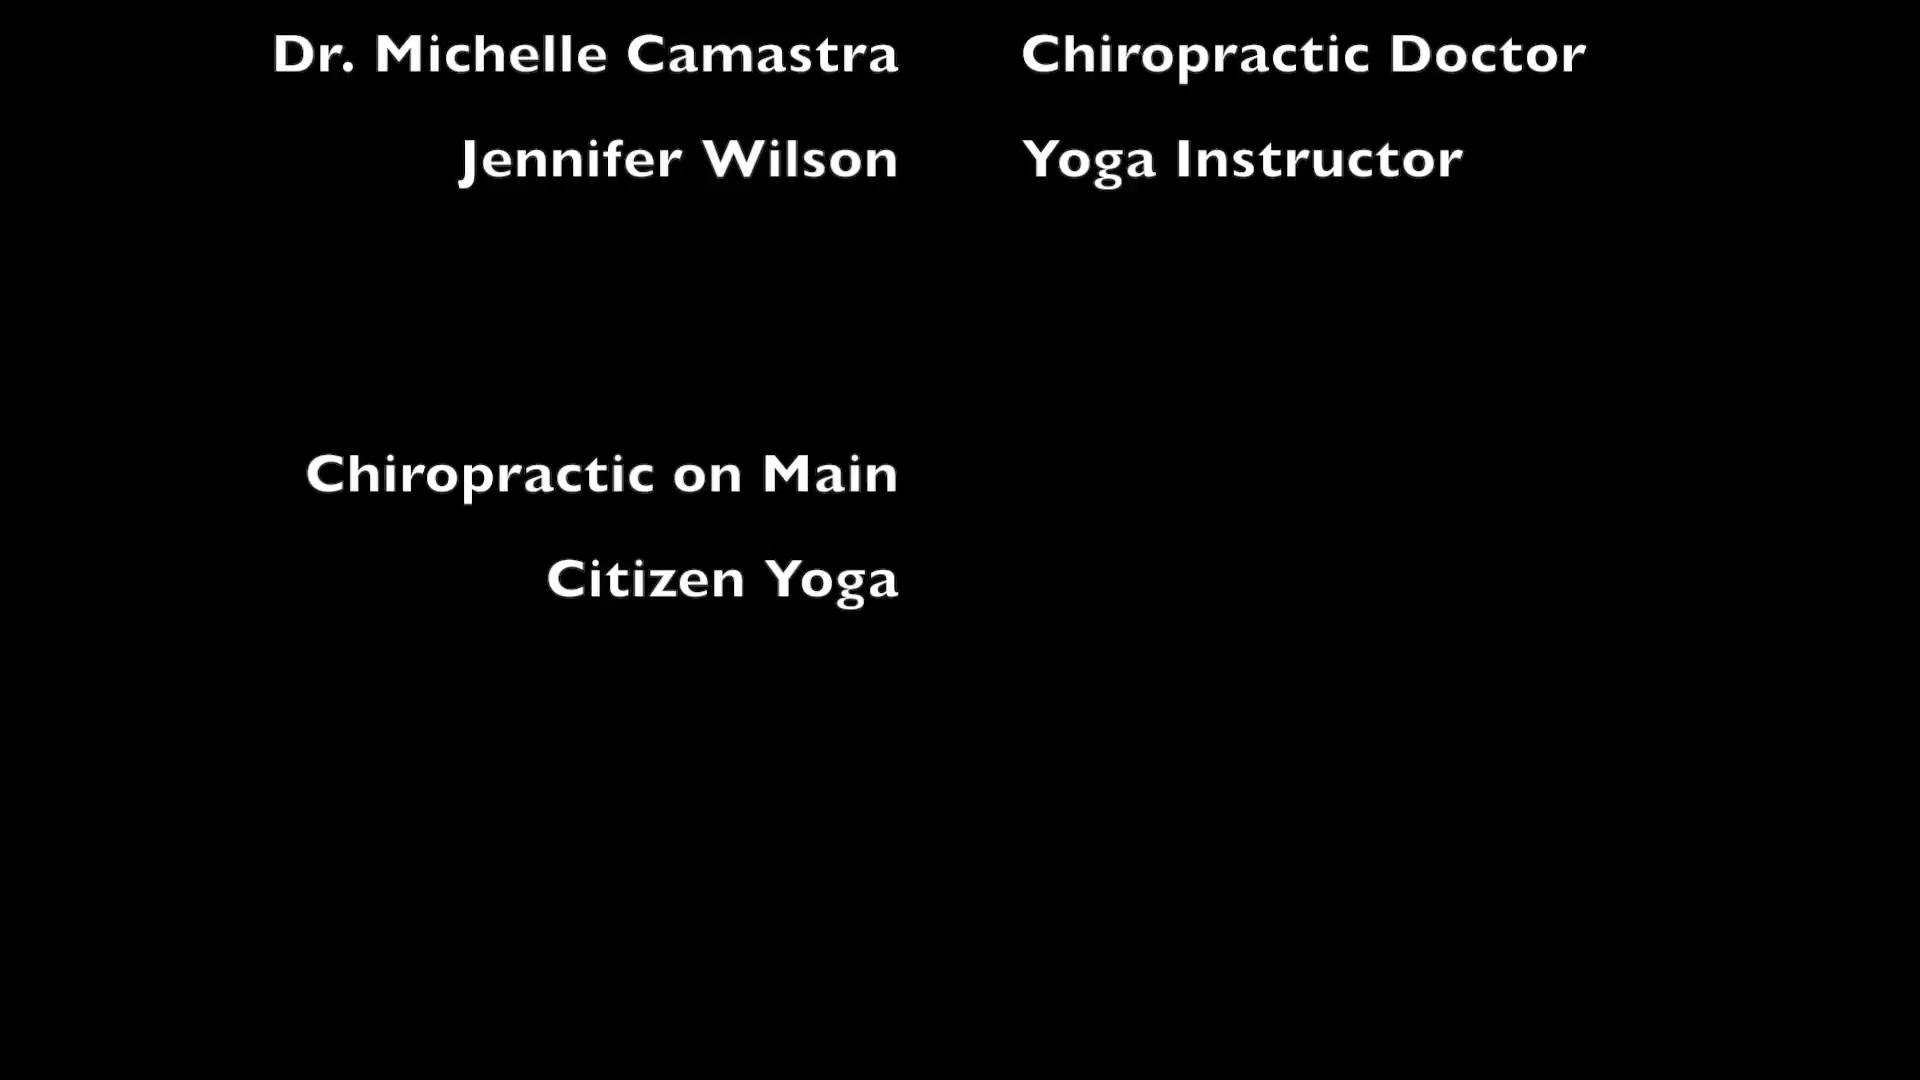 Dr. Michelle Camastra Chiropractic Doctor
Jennifer Wilson Yoga Instructor
Chiropractic on Main
Citizen Yoga